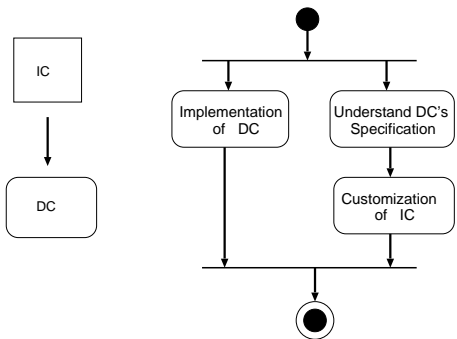 IC
DC
Implementation
of DC
Understand DC's
Specification
Customization
of IC